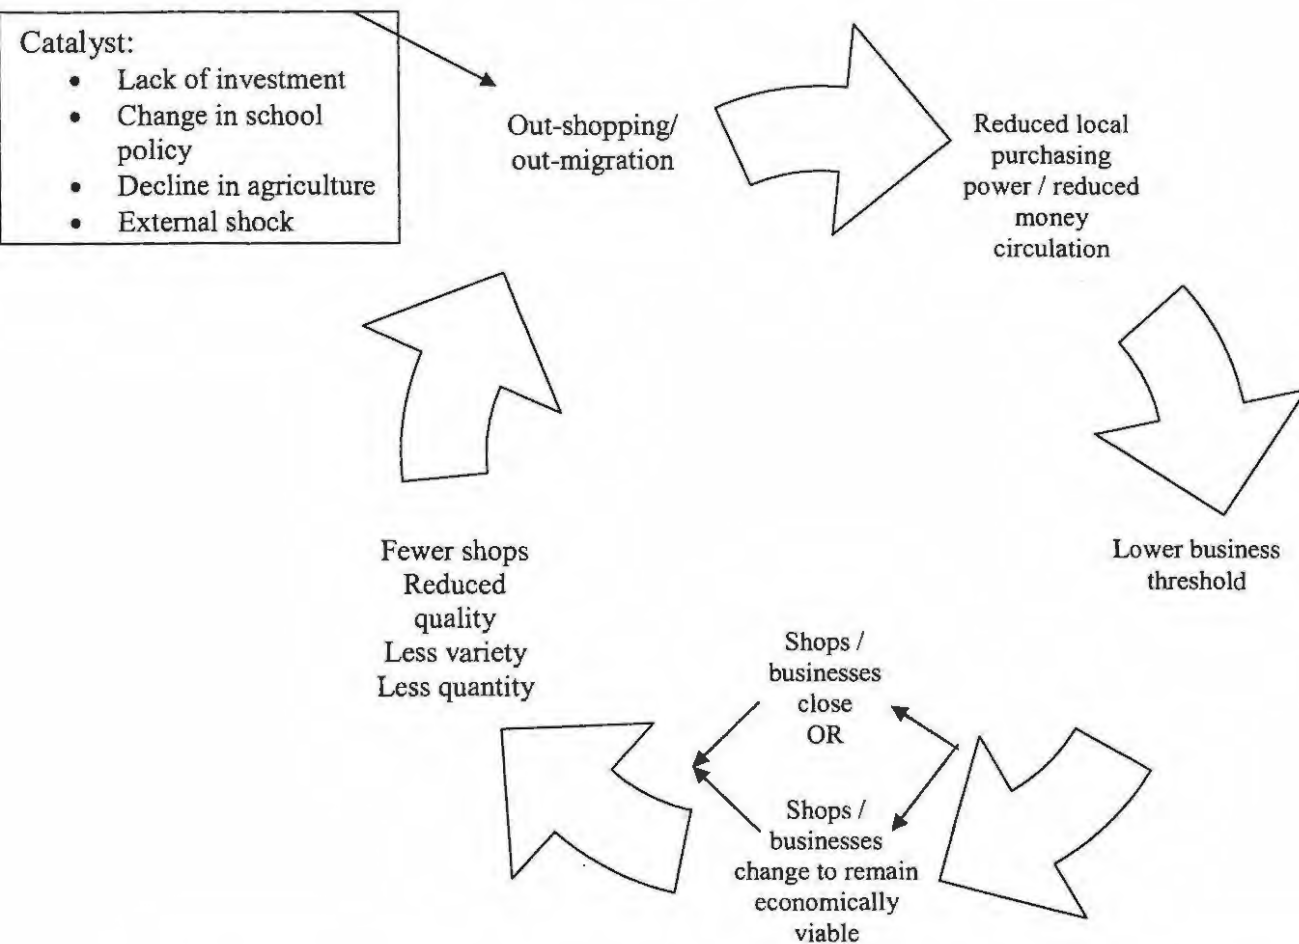 Catalyst:
• Lack of investment
• Change in school
policy
• Decline in agriculture
• External shock
Out-shopping/
out-migration
Reduced local
purchasing
power / reduced
money
circulation
Lower business
threshold
Shops /
businesses
close
OR
Shops /
businesses
change to remain
economically
viable
Fewer shops
Reduced
quality
Less variety
Less quantity